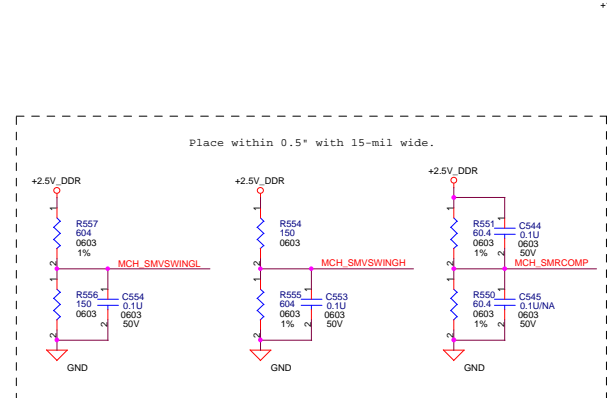 +
Place within 0.5" with 15-mil wide.
+2.5V_DDR
1
R557
604
0603
1%
2
MCH_SMVSWINGL
1
R556
150
0603
2
1
C554
0.1U
0603
50V
2
GND
+2.5V_DDR
1
R554
150
0603
2
MCH_SMVSWINGH
1
R555
604
0603
1%
2
1
C553
0.1U
0603
50V
2
GND
+2.5V_DDR
1
R551
60.4
0603
1%
2
1
C544
0.1U
0603
50V
2
MCH_SMRCOMP
1
R550
60.4
0603
1%
2
1
C545
0.1U/NA
0603
50V
2
GND